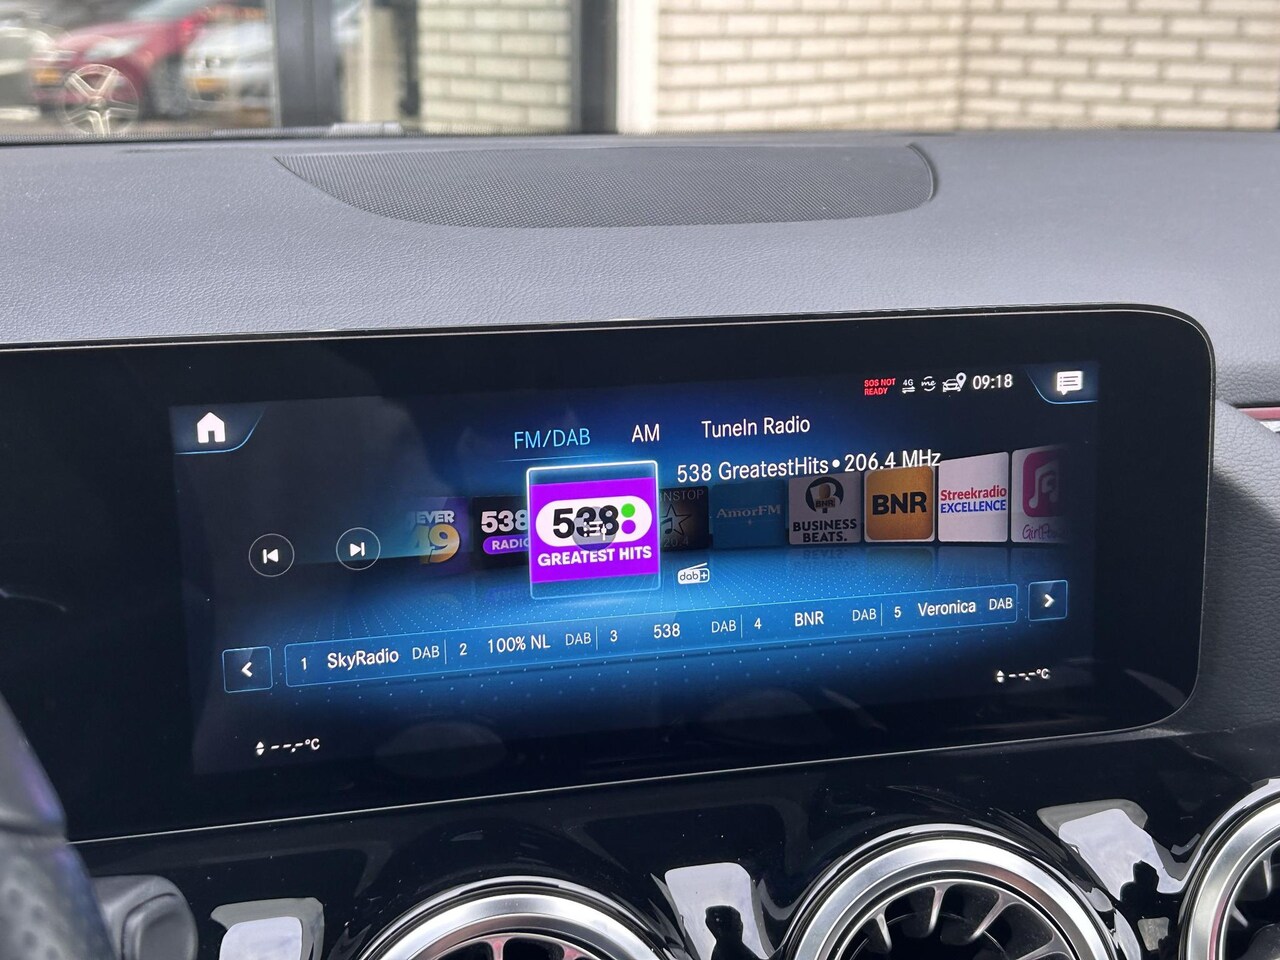 SOS NOT
READY
4G
me
09:18
FM/DAB
AM
TuneIn Radio
538 GreatestHits • 206.4 MHz
538
RADIO
538
GREATEST HITS
AmorFM
BUSINESS
BEATS.
BNR
Streekradio
EXCELLENCE
dab+
1 SkyRadio DAB 2 100% NL DAB 3 538 DAB 4 BNR DAB 5 Veronica DAB
--,-°C
--,-°C